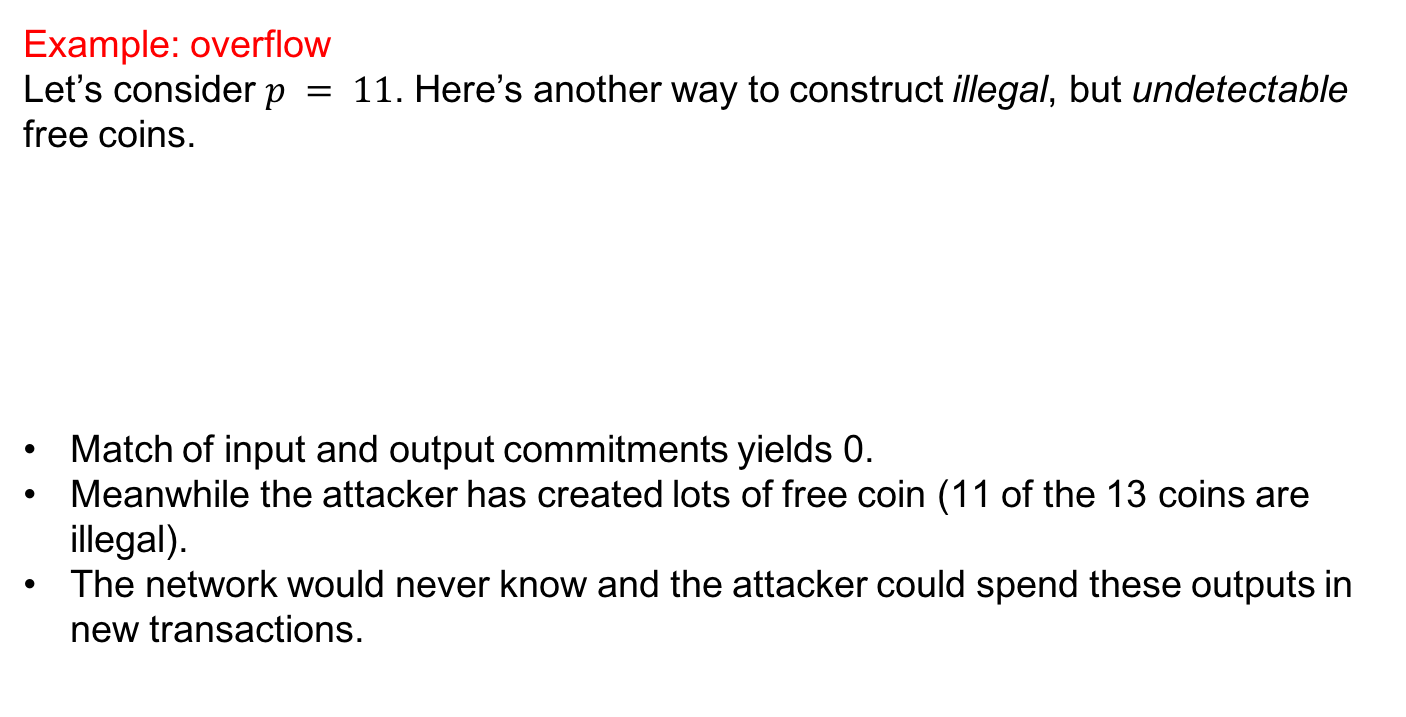 Example: overflow
Let’s consider p = 11. Here’s another way to construct illegal, but undetectable
free coins.
• Match of input and output commitments yields 0.
• Meanwhile the attacker has created lots of free coin (11 of the 13 coins are
illegal).
• The network would never know and the attacker could spend these outputs in
new transactions.